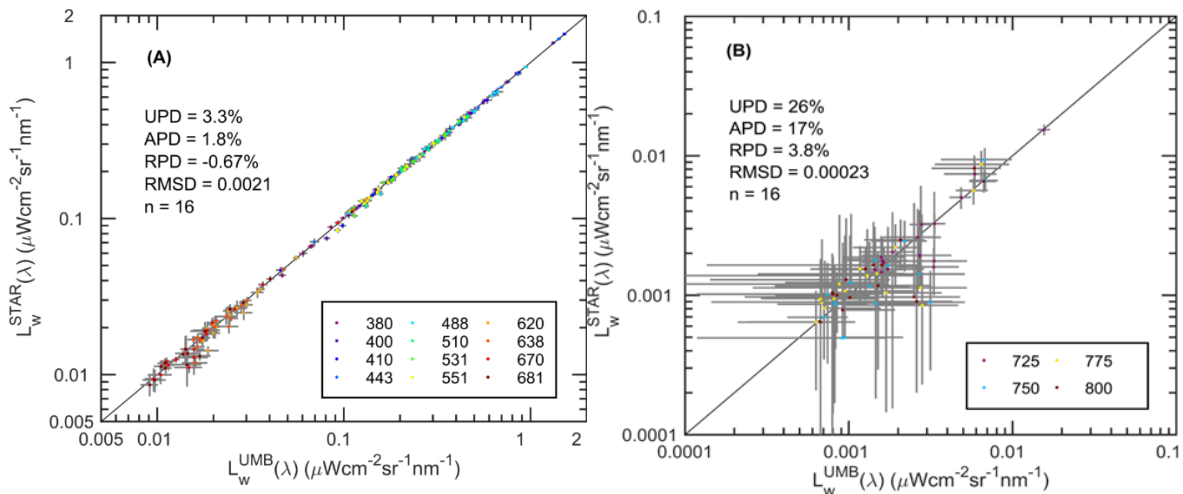 (A)
UPD = 3.3%
APD = 1.8%
RPD = -0.67%
RMSD = 0.0021
n = 16
2
1
0.1
0.01
0.005
0.005
0.01
0.1
1
2
L_w^STAR(λ) (μWcm-2sr-1nm-1)
L_w^UMB(λ) (μWcm-2sr-1nm-1)
380 488 620
400 510 638
410 531 670
443 551 681
(B)
UPD = 26%
APD = 17%
RPD = 3.8%
RMSD = 0.00023
n = 16
0.1
0.01
0.001
0.0001
0.0001
0.001
0.01
0.1
L_w^STAR(λ) (μWcm-2sr-1nm-1)
L_w^UMB(λ) (μWcm-2sr-1nm-1)
725 775
750 800